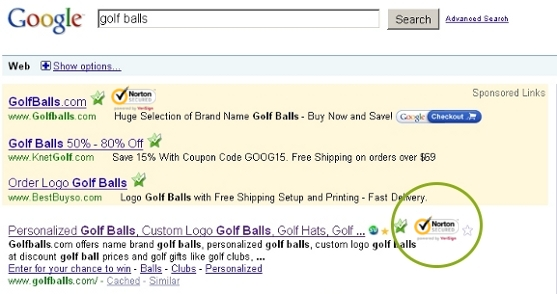 Google golf balls Search Advanced Search
Web Show options...
Sponsored Links
GolfBalls.com Norton SECURED powered by VeriSign
www.Golfballs.com Huge Selection of Brand Name Golf Balls - Buy Now and Save! Google Checkout
Golf Balls 50% - 80% Off
www.KnetGolf.com Save 15% With Coupon Code GOOG15. Free Shipping on orders over $69
Order Logo Golf Balls
www.BestBuyso.com Logo Golf Balls with Free Shipping Setup and Printing - Fast Delivery.
Personalized Golf Balls, Custom Logo Golf Balls, Golf Hats, Golf ... Norton SECURED powered by VeriSign
Golfballs.com offers name brand golf balls, personalized golf balls, custom logo golf balls
at discount golf ball prices and golf gifts like golf clubs, ...
Enter for your chance to win - Balls - Clubs - Personalized
www.golfballs.com/ - Cached - Similar